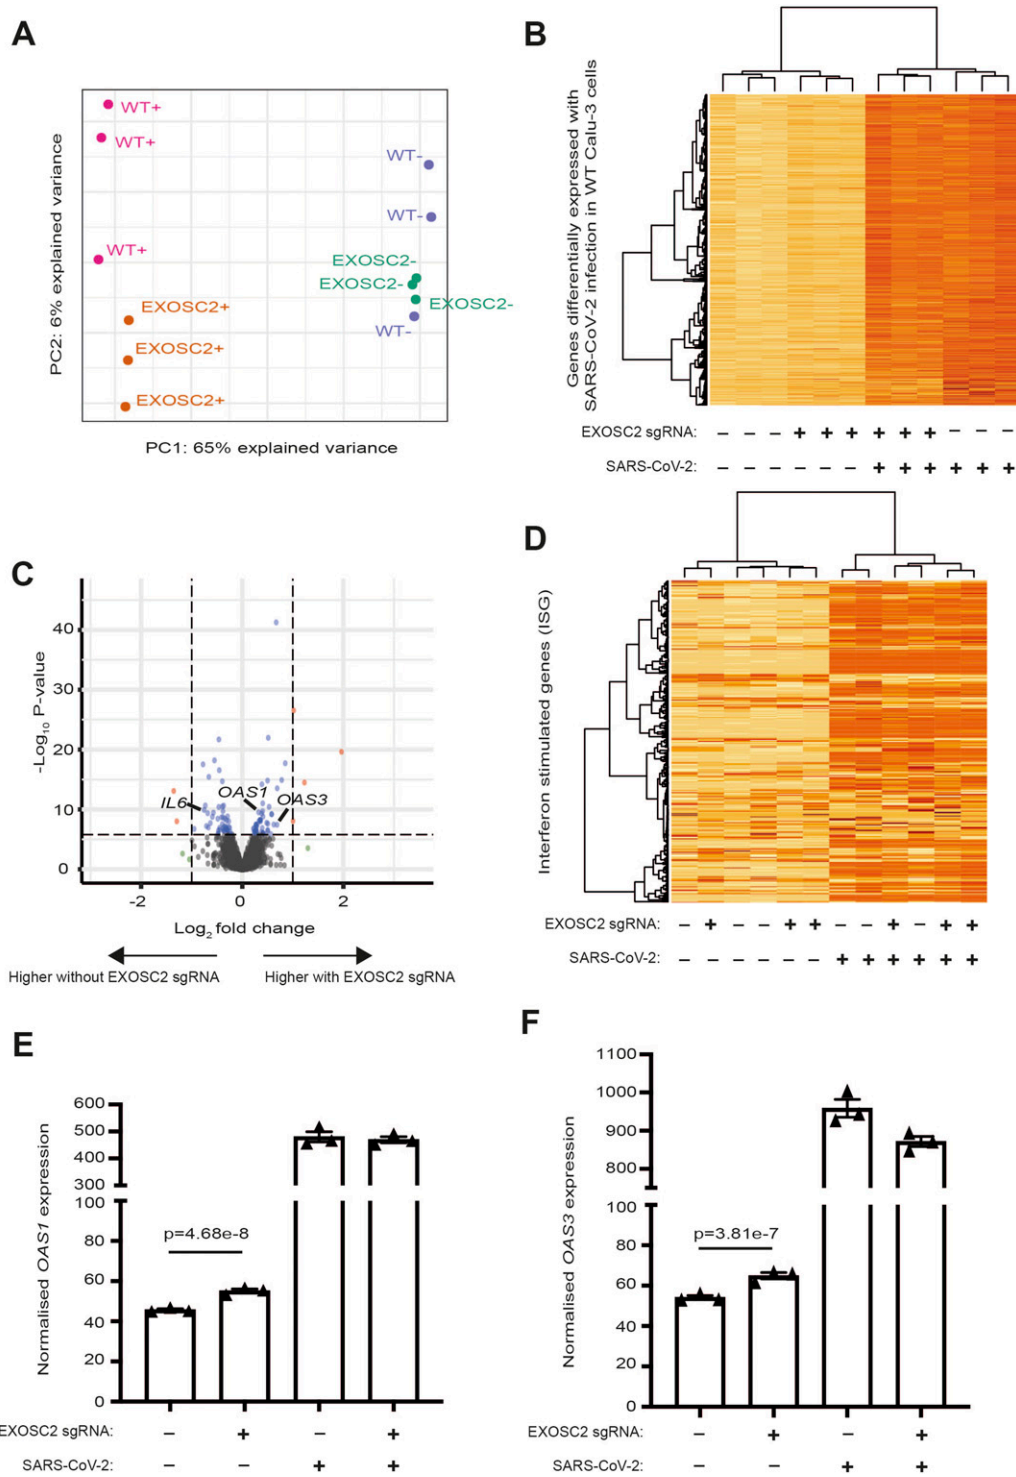 A
WT+
WT+
WT+
EXOSC2+
EXOSC2+
EXOSC2+
WT-
WT-
EXOSC2-
EXOSC2-
EXOSC2-
WT-
PC2: 6% explained variance
PC1: 65% explained variance
B
Genes differentially expressed with
SARS-CoV-2 infection in WT Calu-3 cells
EXOSC2 sgRNA: − − − + + + + + + − − −
SARS-CoV-2: − − − − − − + + + + + +
C
-Log10 P-value
40
30
20
10
0
IL6
OAS1
OAS3
-2 0 2
Log2 fold change
Higher without EXOSC2 sgRNA
Higher with EXOSC2 sgRNA
D
Interferon stimulated genes (ISG)
EXOSC2 sgRNA: − + − − + + − − + − + +
SARS-CoV-2: − − − − − − + + + + + +
E
Normalised OAS1 expression
600
500
400
300
100
80
60
40
20
0
p=4.68e-8
EXOSC2 sgRNA: − + − +
SARS-CoV-2: − − + +
F
Normalised OAS3 expression
1100
1000
900
800
100
80
60
40
20
0
p=3.81e-7
− + − +
− − + +